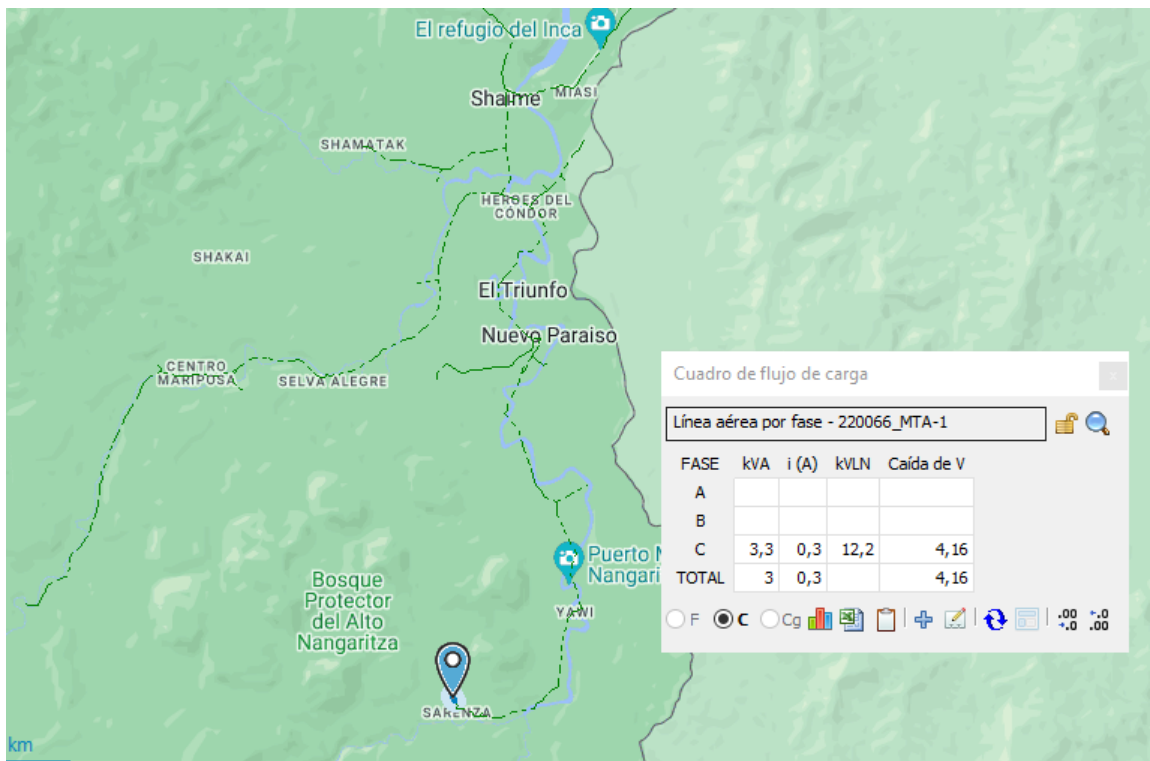 El refugio del Inca
Shaime
MIASI
SHAMATAK
HEROES DEL
CÓNDOR
SHAKAI
El Triunfo
Nuevo Paraiso
CENTRO
MARIPOSA
SELVA ALEGRE
Puerto
Nangari
Bosque
Protector
del Alto
Nangaritza
YAWI
SARENZA
km
Cuadro de flujo de carga
x
Línea aérea por fase - 220066_MTA-1
FASE kVA i (A) kVLN Caída de V
A
B
C 3,3 0,3 12,2 4,16
TOTAL 3 0,3 4,16
F C Cg